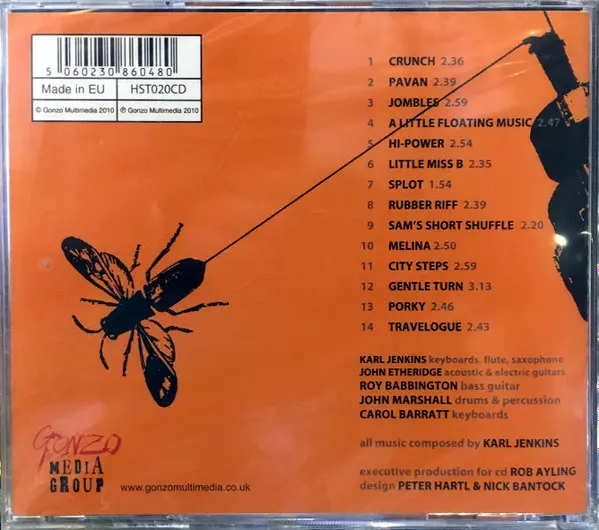 5 060230 860480
Made in EU HST020CD
© Gonzo Multimedia 2010 ℗ Gonzo Multimedia 2010
1 CRUNCH 2.36
2 PAVAN 2.39
3 JOMBLES 2.59
4 A LITTLE FLOATING MUSIC 2.47
5 HI-POWER 2.54
6 LITTLE MISS B 2.35
7 SPLOT 1.54
8 RUBBER RIFF 2.39
9 SAM'S SHORT SHUFFLE 2.20
10 MELINA 2.50
11 CITY STEPS 2.59
12 GENTLE TURN 3.13
13 PORKY 2.46
14 TRAVELOGUE 2.43
KARL JENKINS keyboards, flute, saxophone
JOHN ETHERIDGE acoustic & electric guitars
ROY BABBINGTON bass guitar
JOHN MARSHALL drums & percussion
CAROL BARRATT keyboards
all music composed by KARL JENKINS
executive production for cd ROB AYLING
design PETER HARTL & NICK BANTOCK
GONZO
MEDIA
GROUP
www.gonzomultimedia.co.uk